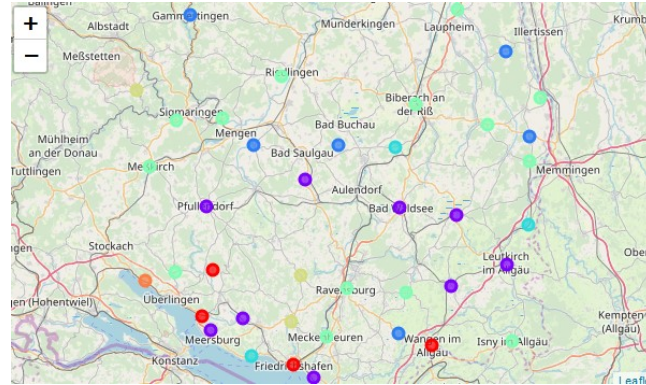 Gammertingen
Munderkingen
Laupheim
Illertissen
Krumb
+
−
Albstadt
Meßstetten
Riedlingen
Sigmaringen
Biberach an
der Riß
Mengen
Bad Buchau
Mühlheim
an der Donau
Bad Saulgau
Meßkirch
Tuttlingen
Memmingen
Aulendorf
Pfullendorf
Bad Waldsee
Stockach
Leutkirch
im Allgäu
Ober
gen (Hohentwiel)
Überlingen
Ravensburg
Kempten
(Allgäu)
Meersburg
Meckenbeuren
Wangen im
Allgäu
Isny im Allgäu
Konstanz
Friedrichshafen
Leafl